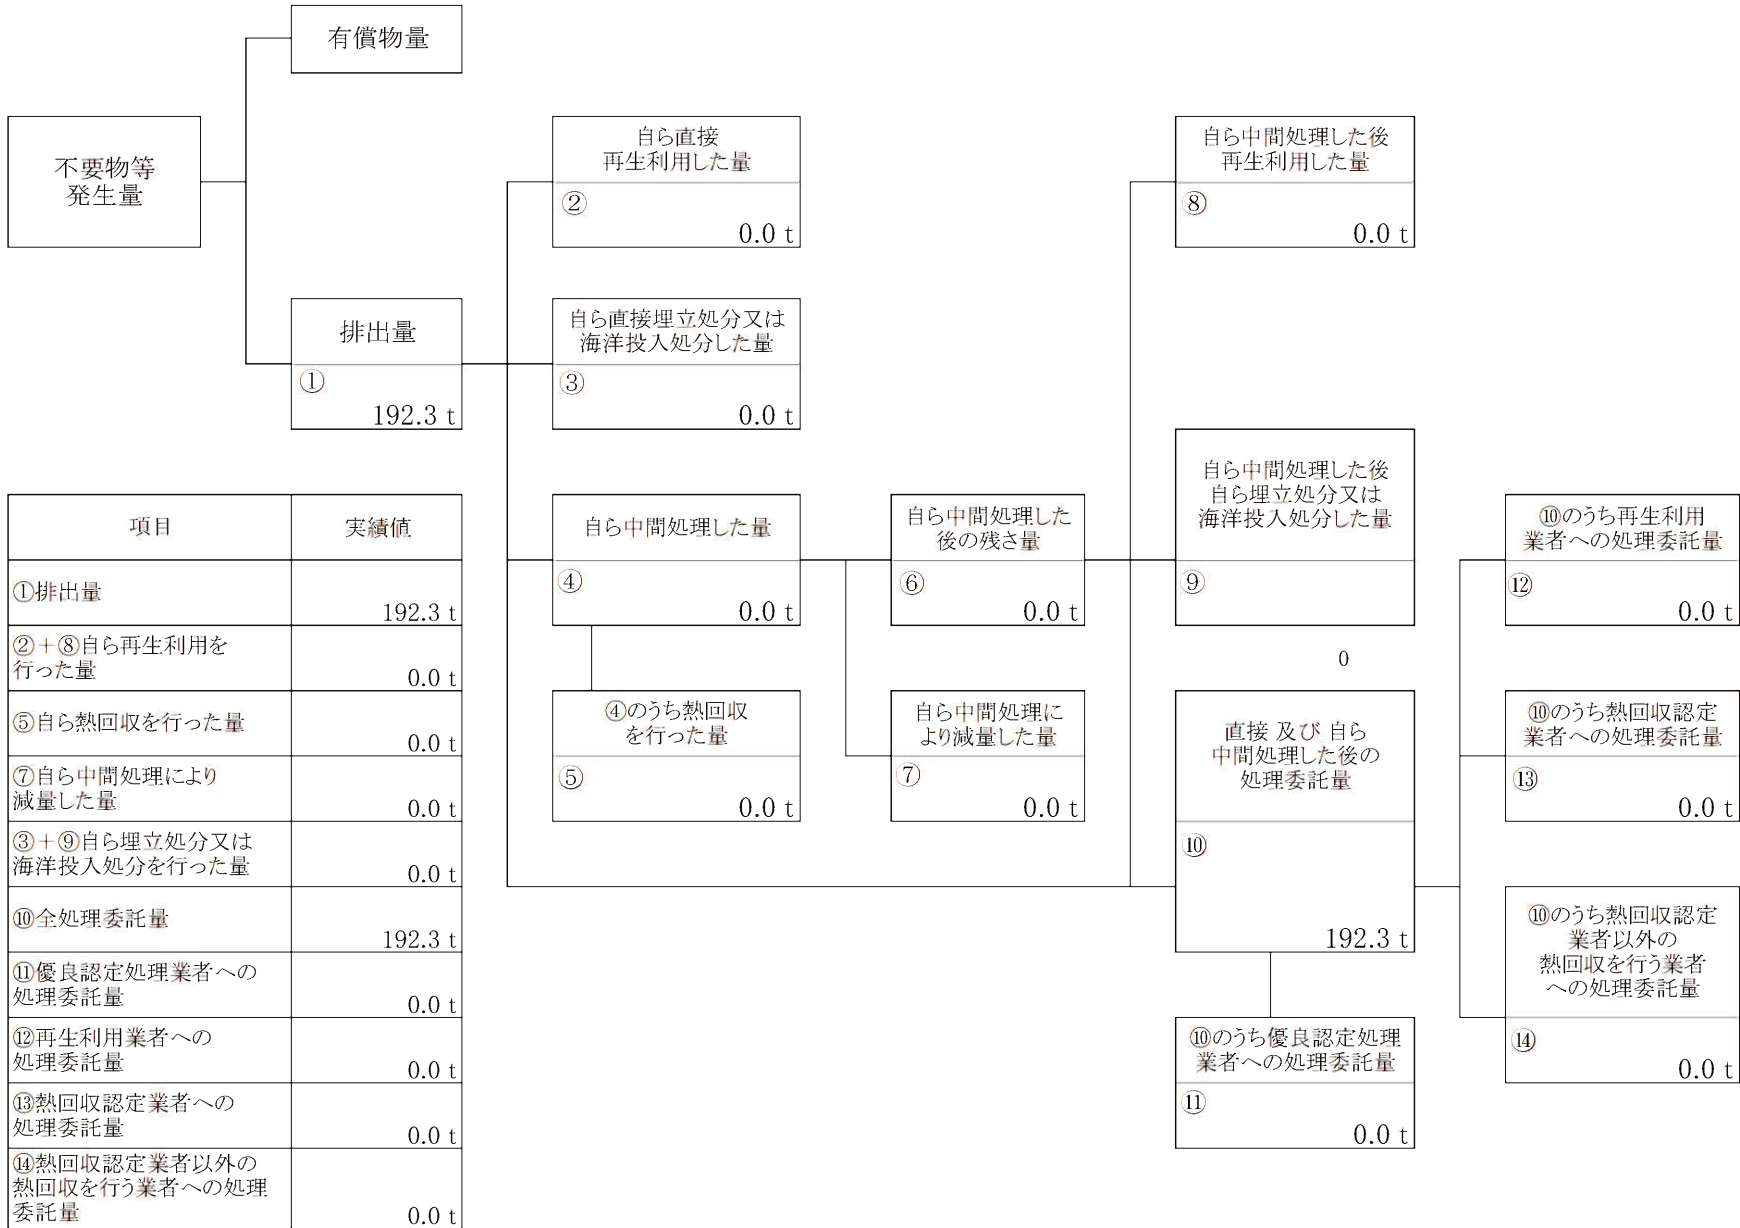 有償物量
不要物等
発生量
自ら直接
再生利用した量
②
0.0 t
自ら中間処理した後
再生利用した量
⑧
0.0 t
排出量
①
192.3 t
自ら直接埋立処分又は
海洋投入処分した量
③
0.0 t
自ら中間処理した量
④
0.0 t
自ら中間処理した
後の残さ量
⑥
0.0 t
自ら中間処理した後
自ら埋立処分又は
海洋投入処分した量
⑨
0
⑩のうち再生利用
業者への処理委託量
⑫
0.0 t
④のうち熱回収
を行った量
⑤
0.0 t
自ら中間処理に
より減量した量
⑦
0.0 t
直接 及び 自ら
中間処理した後の
処理委託量
⑩
192.3 t
⑩のうち熱回収認定
業者への処理委託量
⑬
0.0 t
⑩のうち熱回収認定
業者以外の
熱回収を行う業者
への処理委託量
⑭
0.0 t
⑩のうち優良認定処理
業者への処理委託量
⑪
0.0 t
項目 実績値
①排出量
192.3 t
②＋⑧自ら再生利用を
行った量
0.0 t
⑤自ら熱回収を行った量
0.0 t
⑦自ら中間処理により
減量した量
0.0 t
③＋⑨自ら埋立処分又は
海洋投入処分を行った量
0.0 t
⑩全処理委託量
192.3 t
⑪優良認定処理業者への
処理委託量
0.0 t
⑫再生利用業者への
処理委託量
0.0 t
⑬熱回収認定業者への
処理委託量
0.0 t
⑭熱回収認定業者以外の
熱回収を行う業者への処理
委託量
0.0 t